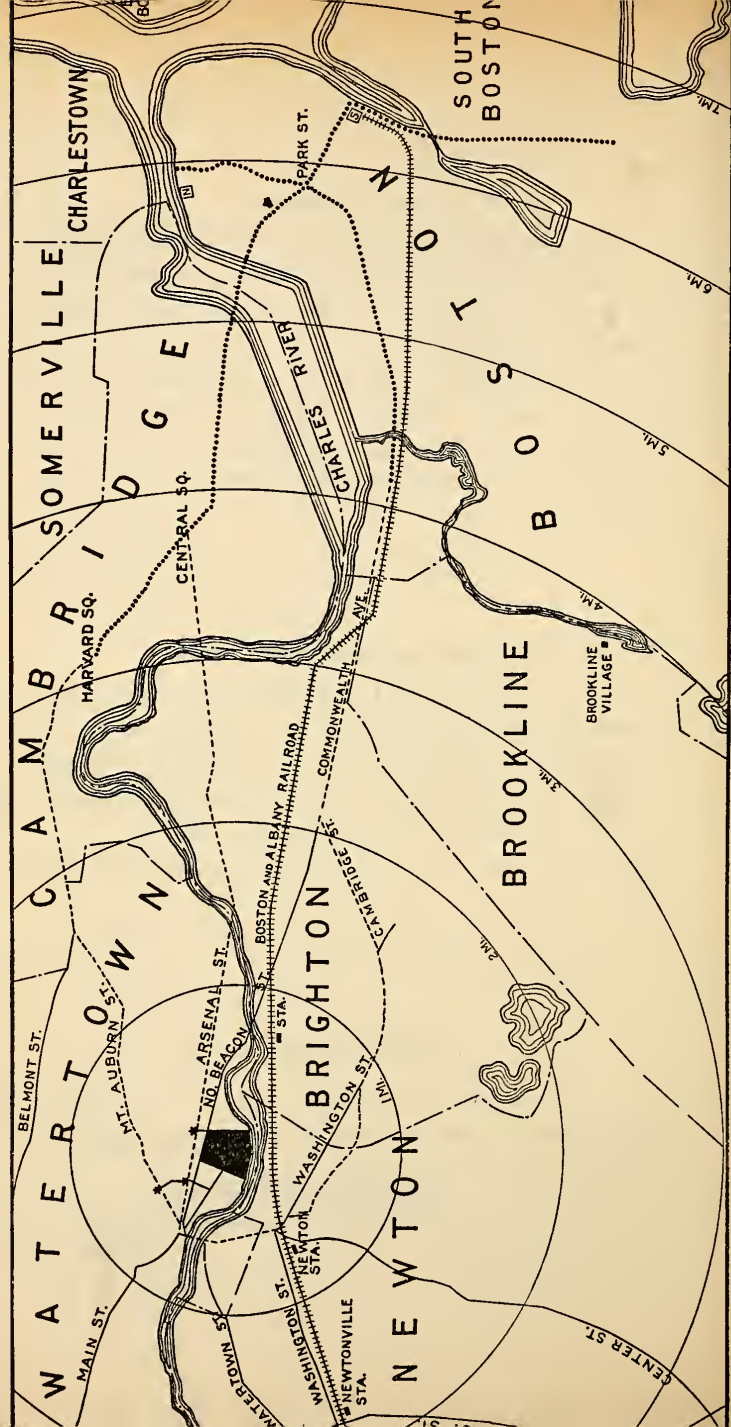 CHARLESTOWN
SOUTH
BOSTON
7 MI.
PARK ST.
S
N
SOMERVILLE
6 MI.
BOSTON
CHARLES RIVER
CAMBRIDGE
CENTRAL SQ.
5 MI.
HARVARD SQ.
4 MI.
AVE.
COMMONWEALTH
BROOKLINE
VILLAGE
BROOKLINE
3 MI.
BOSTON AND ALBANY RAILROAD
CAMBRIDGE ST.
2 MI.
BRIGHTON
ARSENAL ST.
NO. BEACON ST.
STA.
MT. AUBURN ST.
BELMONT ST.
WATERTOWN
1 MI.
WASHINGTON ST.
NEWTON
NEWTON
STA.
MAIN ST.
WATERTOWN ST.
WASHINGTON ST.
NEWTONVILLE
STA.
CENTER ST.
ST.